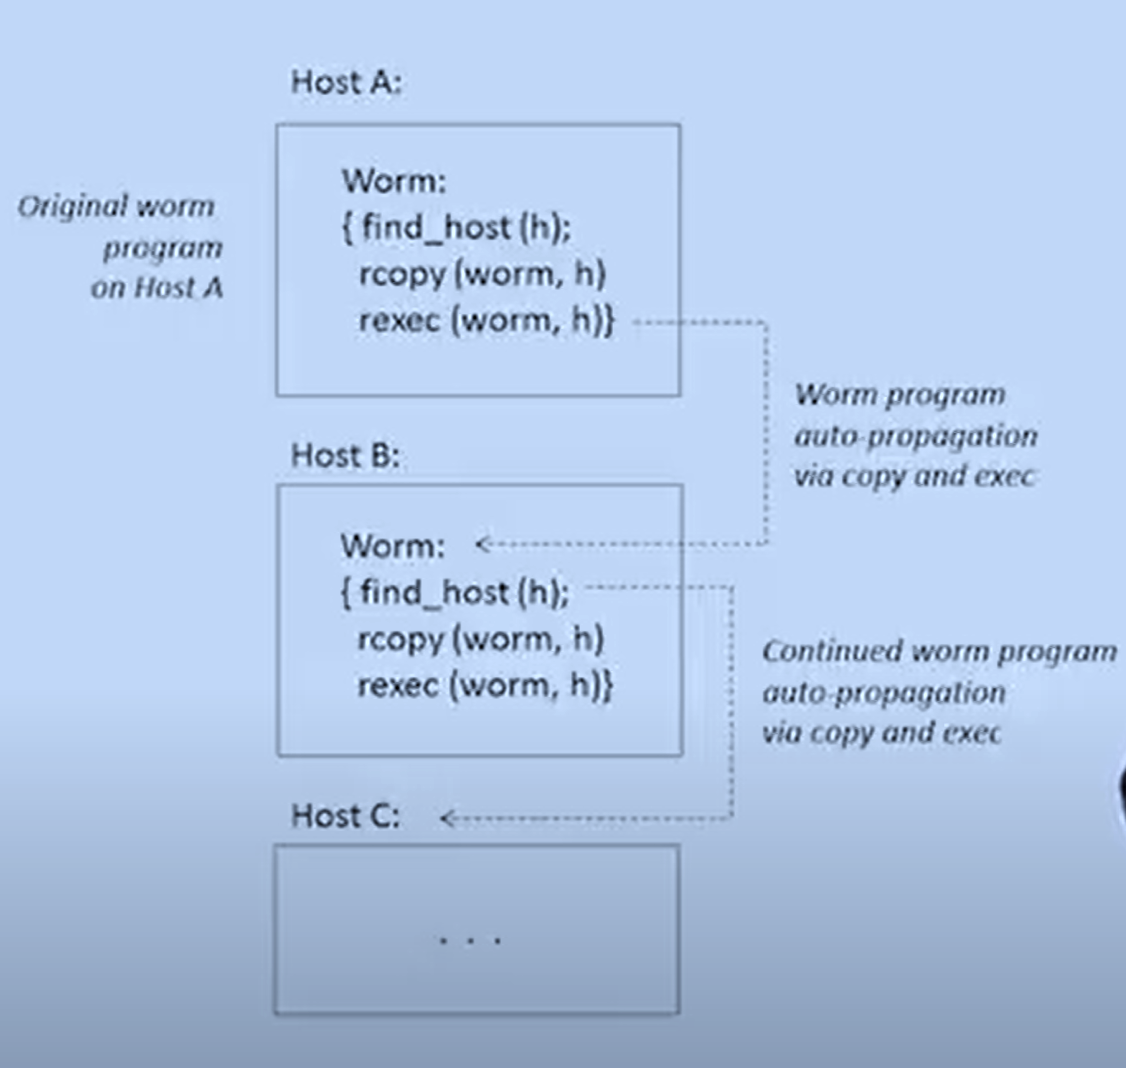 Host A:
Original worm
program
on Host A
Worm:
{ find_host (h);
rcopy (worm, h)
rexec (worm, h)}
Worm program
auto-propagation
via copy and exec
Host B:
Worm:
{ find_host (h);
rcopy (worm, h)
rexec (worm, h)}
Continued worm program
auto-propagation
via copy and exec
Host C:
. . .